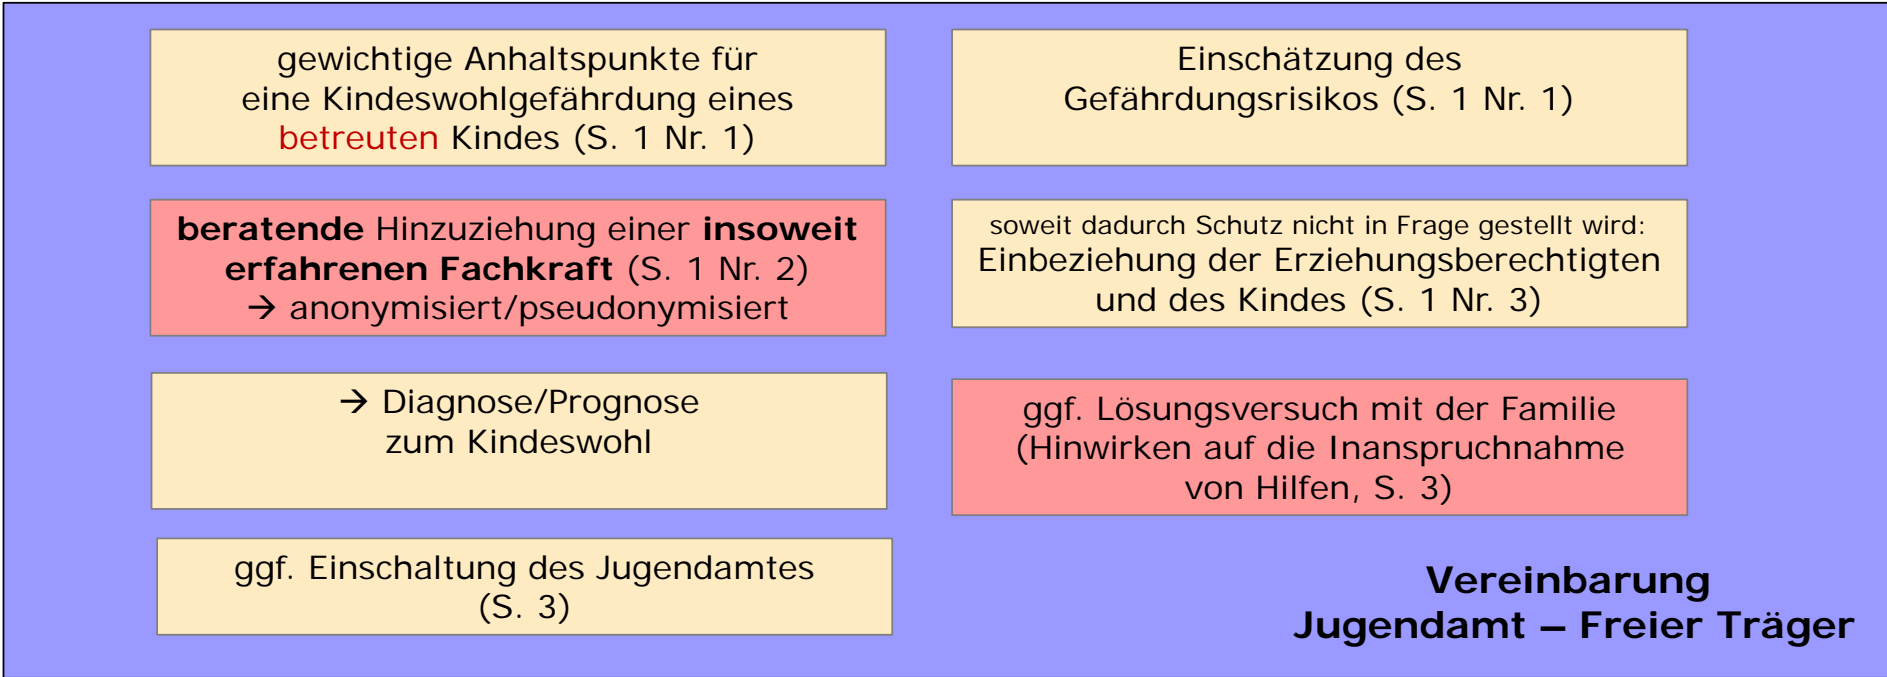 gewichtige Anhaltspunkte für
eine Kindeswohlgefährdung eines
betreuten Kindes (S. 1 Nr. 1)
Einschätzung des
Gefährdungsrisikos (S. 1 Nr. 1)
beratende Hinzuziehung einer insoweit
erfahrenen Fachkraft (S. 1 Nr. 2)
→ anonymisiert/pseudonymisiert
soweit dadurch Schutz nicht in Frage gestellt wird:
Einbeziehung der Erziehungsberechtigten
und des Kindes (S. 1 Nr. 3)
→ Diagnose/Prognose
zum Kindeswohl
ggf. Lösungsversuch mit der Familie
(Hinwirken auf die Inanspruchnahme
von Hilfen, S. 3)
ggf. Einschaltung des Jugendamtes
(S. 3)
Vereinbarung
Jugendamt – Freier Träger